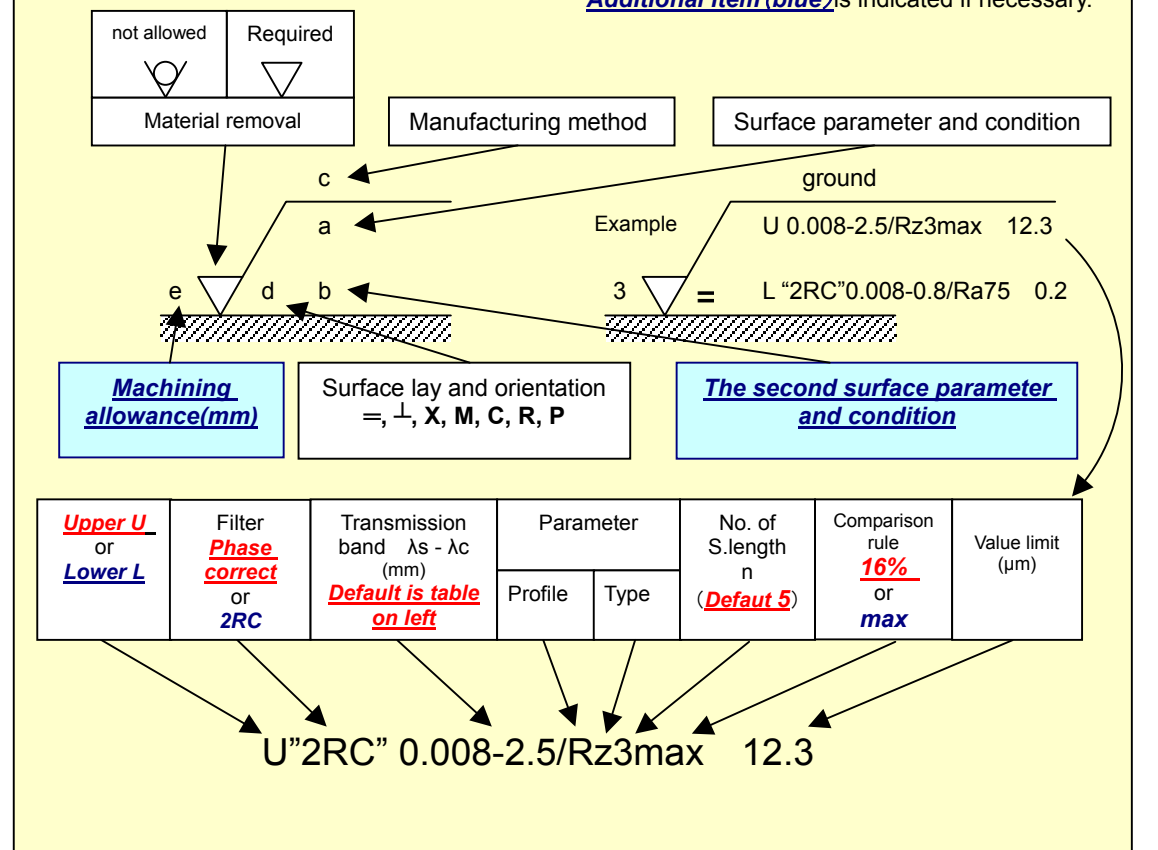 Additional item (blue) is indicated if necessary.
not allowed
Required
Material removal
Manufacturing method
Surface parameter and condition
c
a
e
d
b
ground
Example
U 0.008-2.5/Rz3max 12.3
3
=
L “2RC”0.008-0.8/Ra75 0.2
Machining
allowance(mm)
Surface lay and orientation
=, ┴, X, M, C, R, P
The second surface parameter
and condition
Upper U
or
Lower L
Filter
Phase
correct
or
2RC
Transmission
band λs - λc
(mm)
Default is table
on left
Parameter
Profile
Type
No. of
S.length
n
(Defaut 5)
Comparison
rule
16%
or
max
Value limit
(μm)
U”2RC” 0.008-2.5/Rz3max 12.3